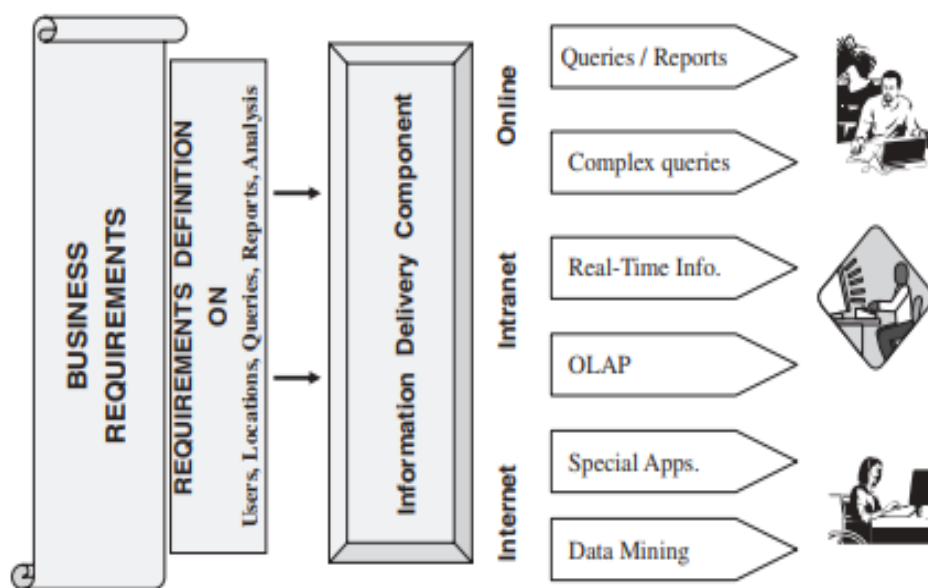 BUSINESS
REQUIREMENTS
REQUIREMENTS DEFINITION
ON
Users, Locations, Queries, Reports, Analysis
Information Delivery Component
Online
Queries / Reports
Complex queries
Intranet
Real-Time Info.
OLAP
Internet
Special Apps.
Data Mining